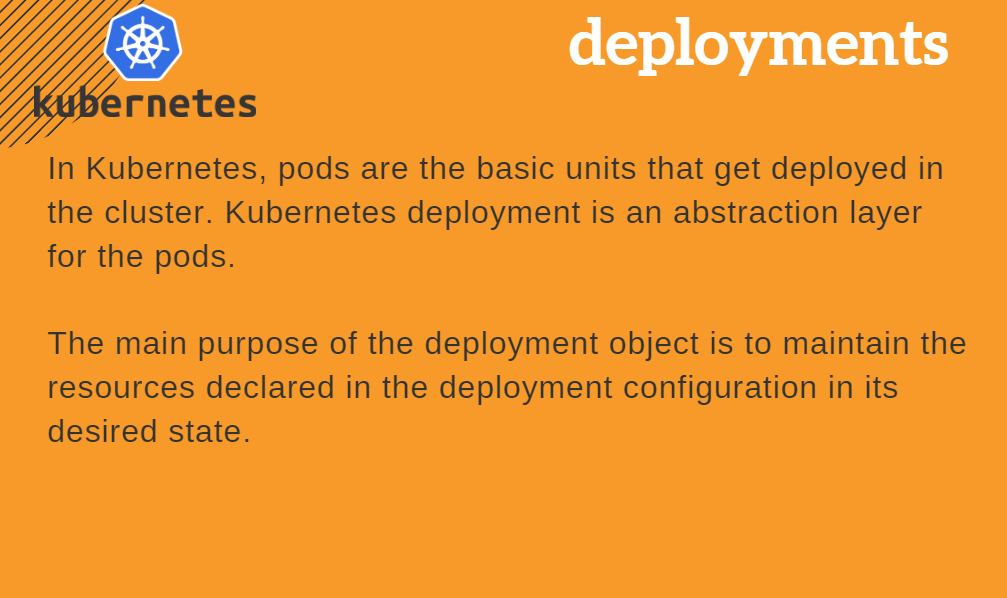 kubernetes
deployments
In Kubernetes, pods are the basic units that get deployed in
the cluster. Kubernetes deployment is an abstraction layer
for the pods.
The main purpose of the deployment object is to maintain the
resources declared in the deployment configuration in its
desired state.